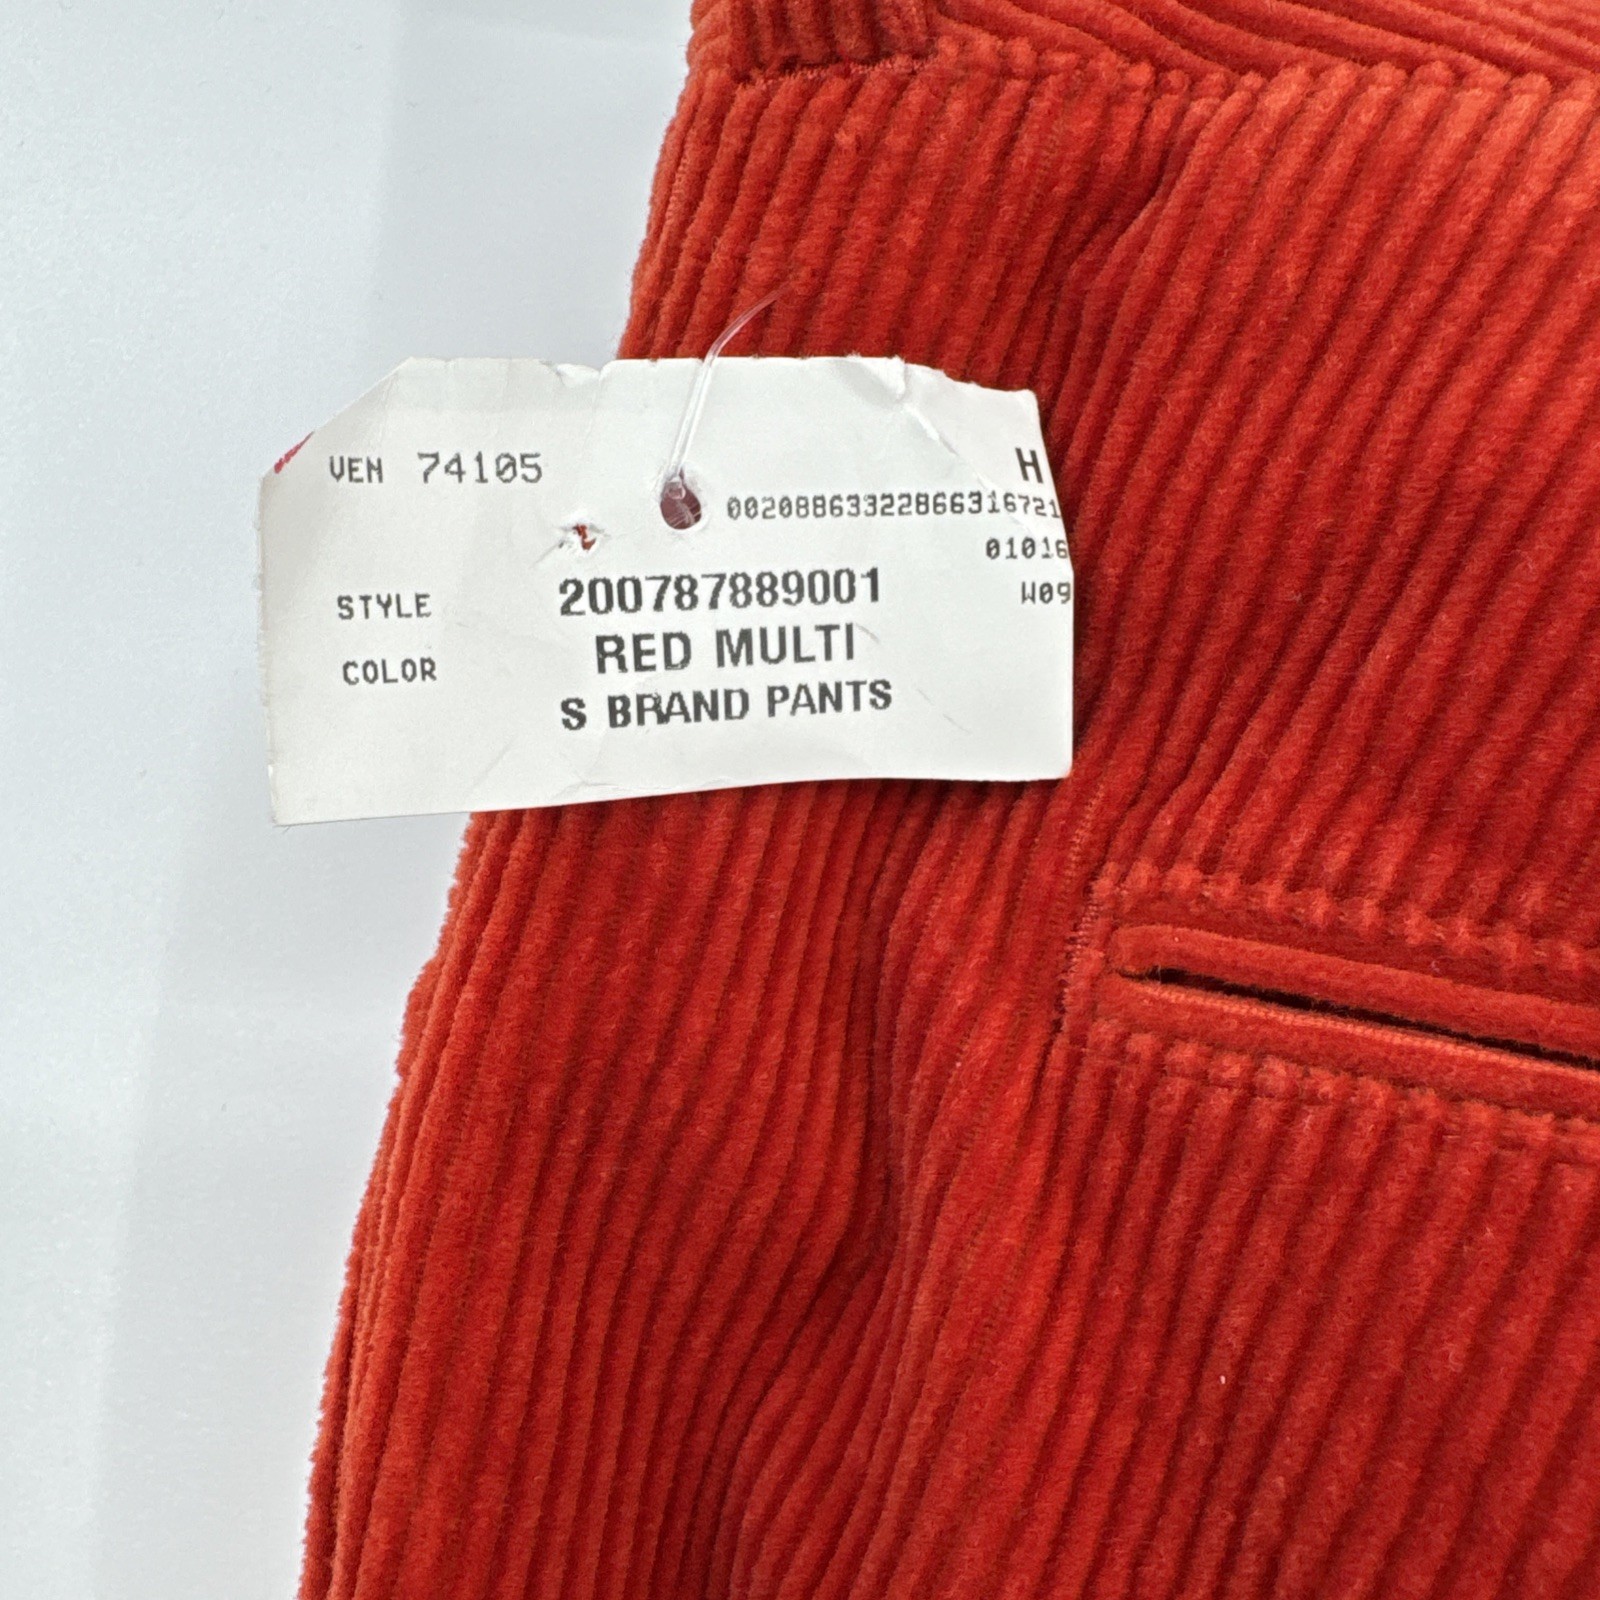 VEN 74105
H
00208863322866316721
01016
STYLE 200787889001
W09
COLOR RED MULTI
S BRAND PANTS